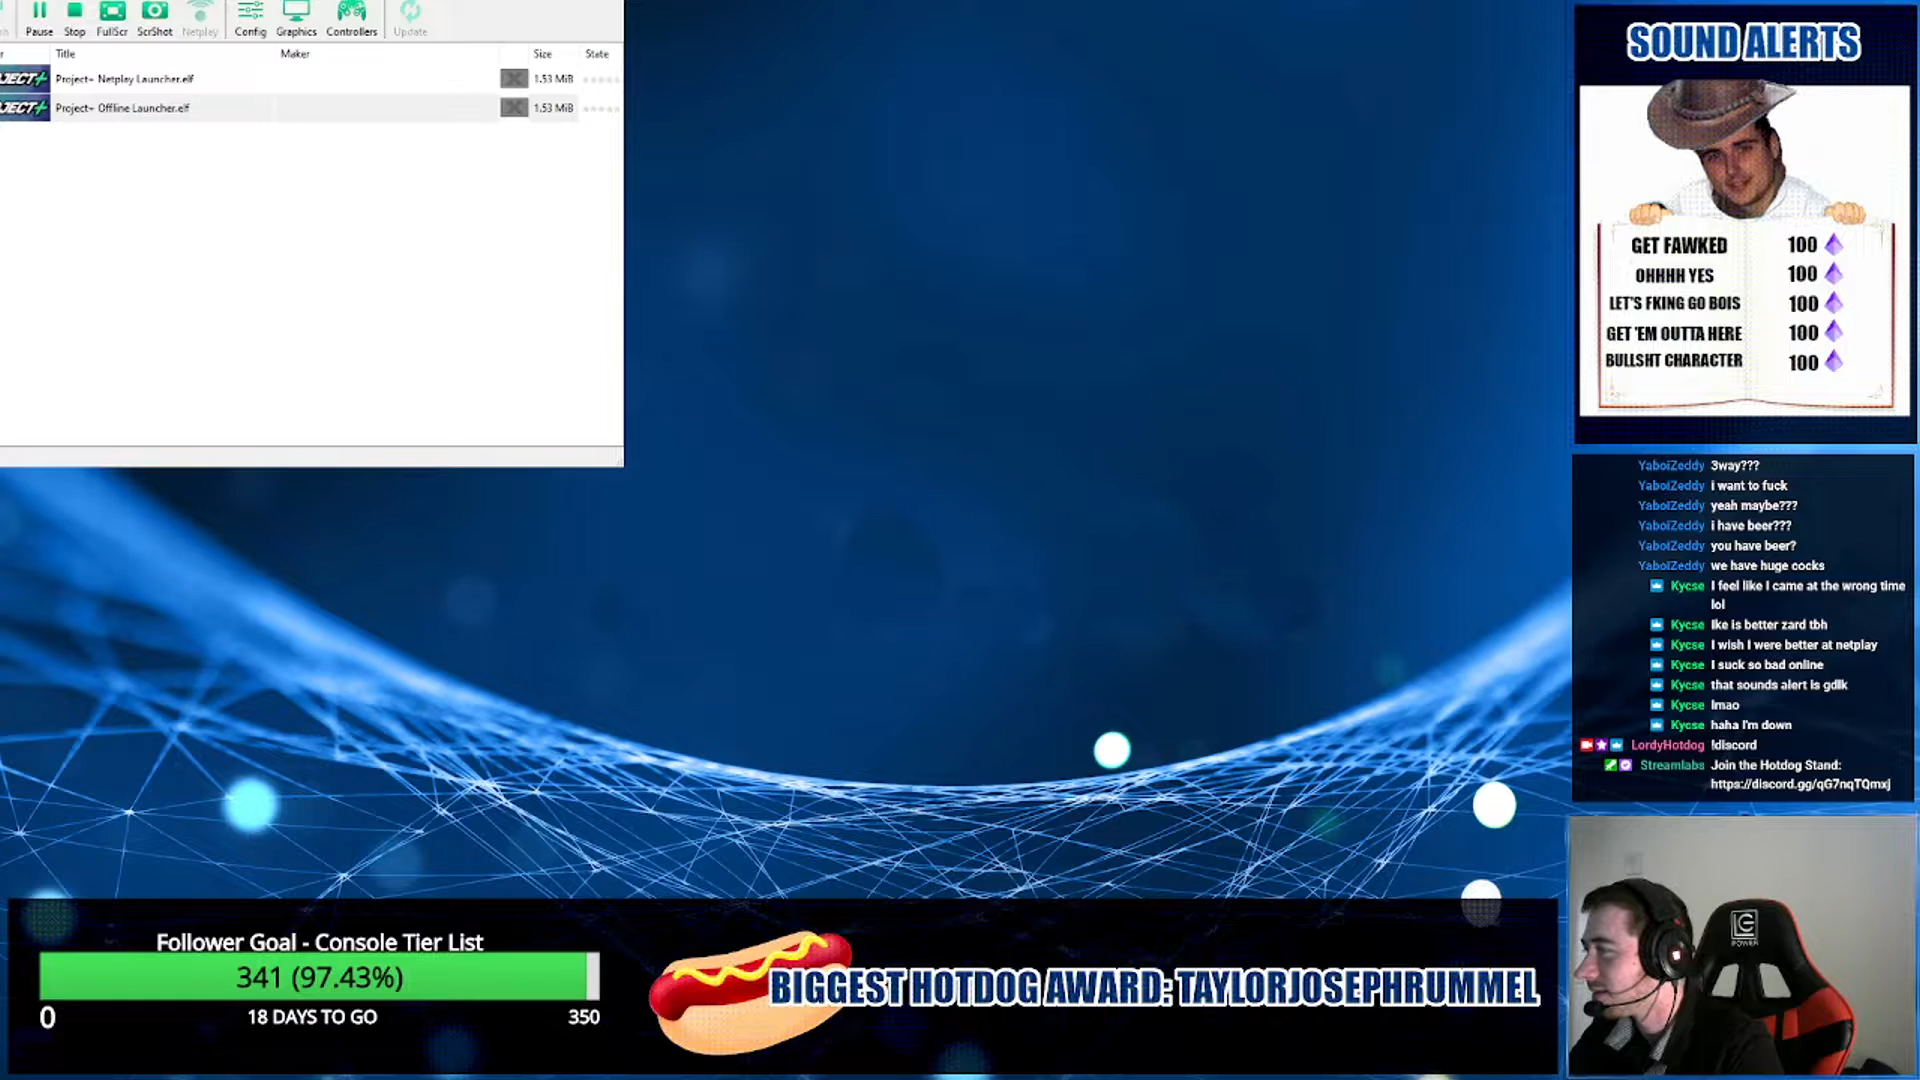 Pause Stop FullScr ScrShot Netplay Config Graphics Controllers Update
Title Maker Size State
Project+ Netplay Launcher.elf 1.53 MiB
Project+ Offline Launcher.elf 1.53 MiB
SOUND ALERTS
GET FAWKED 100
OHHHH YES 100
LET'S FKING GO BOIS 100
GET 'EM OUTTA HERE 100
BULLSHT CHARACTER 100
YaboiZeddy 3way???
YaboiZeddy i want to fuck
YaboiZeddy yeah maybe???
YaboiZeddy i have beer???
YaboiZeddy you have beer?
YaboiZeddy we have huge cocks
Kycse I feel like I came at the wrong time
lol
Kycse Ike is better zard tbh
Kycse I wish I were better at netplay
Kycse I suck so bad online
Kycse that sounds alert is gdlk
Kycse lmao
Kycse haha I'm down
LordyHotdog !discord
Streamlabs Join the Hotdog Stand:
https://discord.gg/qG7nqTQmxj
Follower Goal - Console Tier List
341 (97.43%)
0 18 DAYS TO GO 350
BIGGEST HOTDOG AWARD: TAYLORJOSEPHRUMMEL
POWER